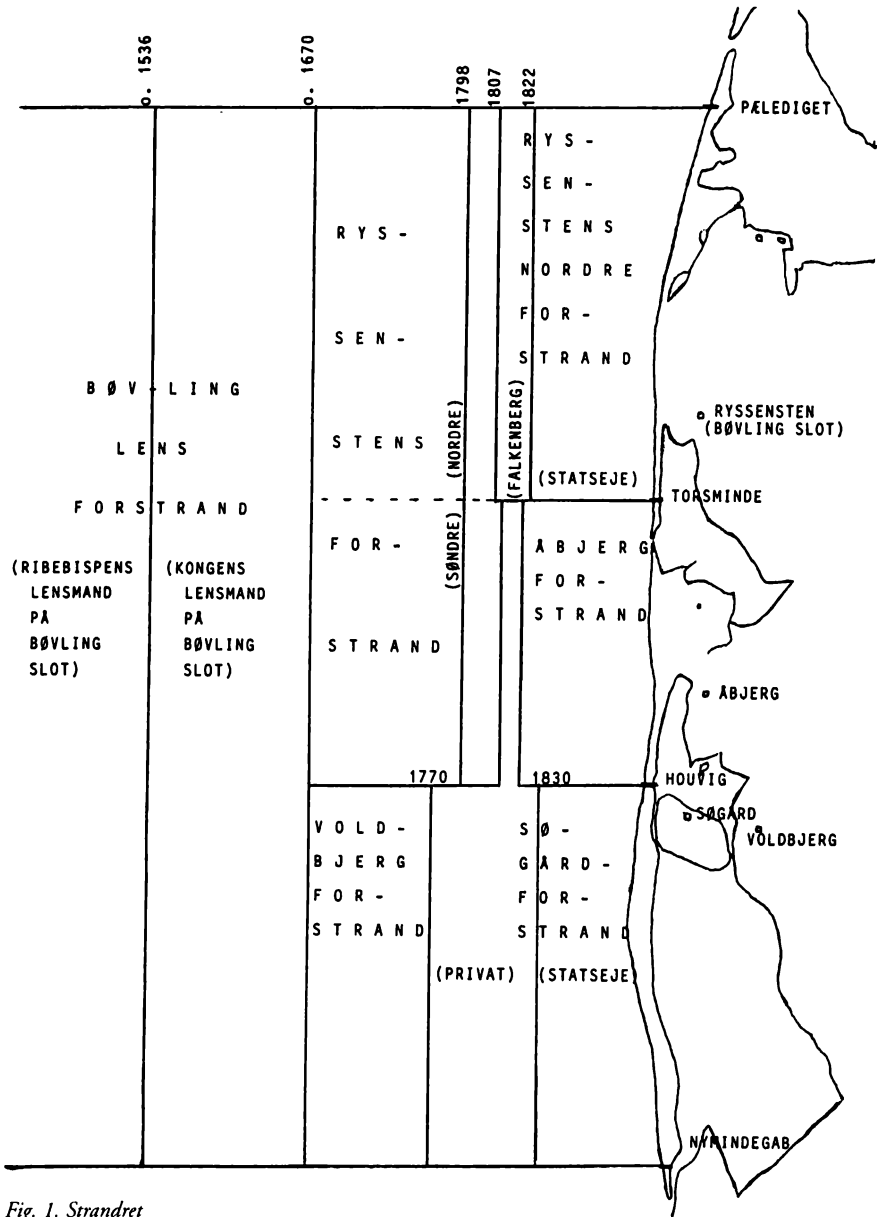 o. 1536
o. 1670
1798
1807
1822
PÆLEDIGET
RYS-
SEN-
STENS
NORDRE
FOR-
STRAND
RYS-
SEN-
STENS
FOR-
STRAND
BØV-LING
LENS
FORSTRAND
(RIBEBISPENS
LENSMAND
PÅ
BØVLING
SLOT)
(KONGENS
LENSMAND
PÅ
BØVLING
SLOT)
(NORDRE)
(SØNDRE)
(FALKENBERG)
(STATSEJE)
RYSSENSTEN
(BØVLING SLOT)
TORSMINDE
ÅBJERG
FOR-
STRAND
ÅBJERG
1770
1830
HOUVIG
SØGÅRD
VOLDBJERG
VOLD-
BJERG
FOR-
STRAND
SØ-
GÅRD-
FOR-
STRAND
(PRIVAT)
(STATSEJE)
NYMINDEGAB
Fig. 1. Strandret